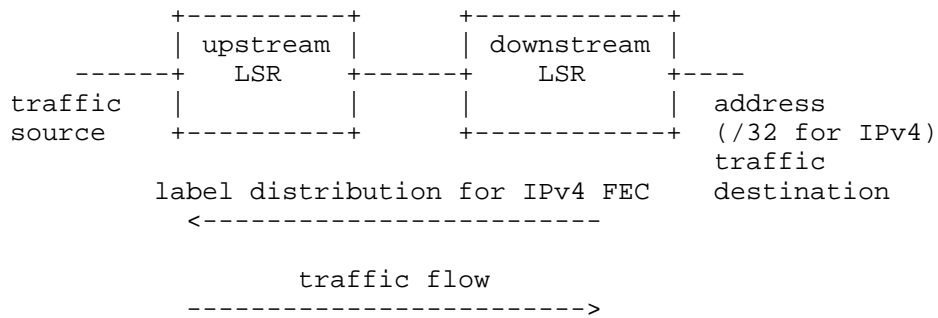 +----------+      +------------+
| upstream |      | downstream |
------+   LSR    +------+    LSR     +----
traffic   |          |      |            |  address
source    +----------+      +------------+  (/32 for IPv4)
traffic
label distribution for IPv4 FEC    destination
<-------------------------
traffic flow
------------------------->